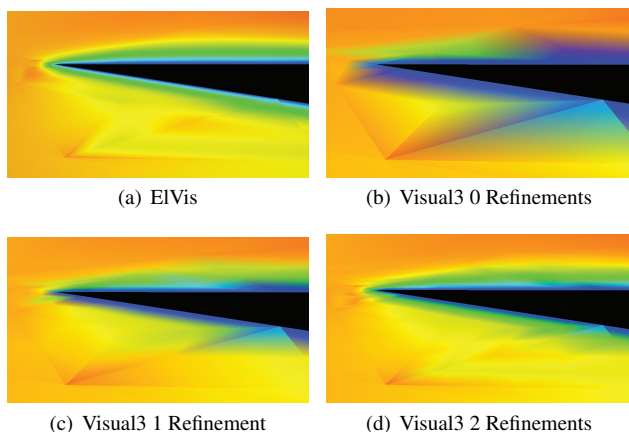 (a) ElVis
(b) Visual3 0 Refinements
(c) Visual3 1 Refinement
(d) Visual3 2 Refinements